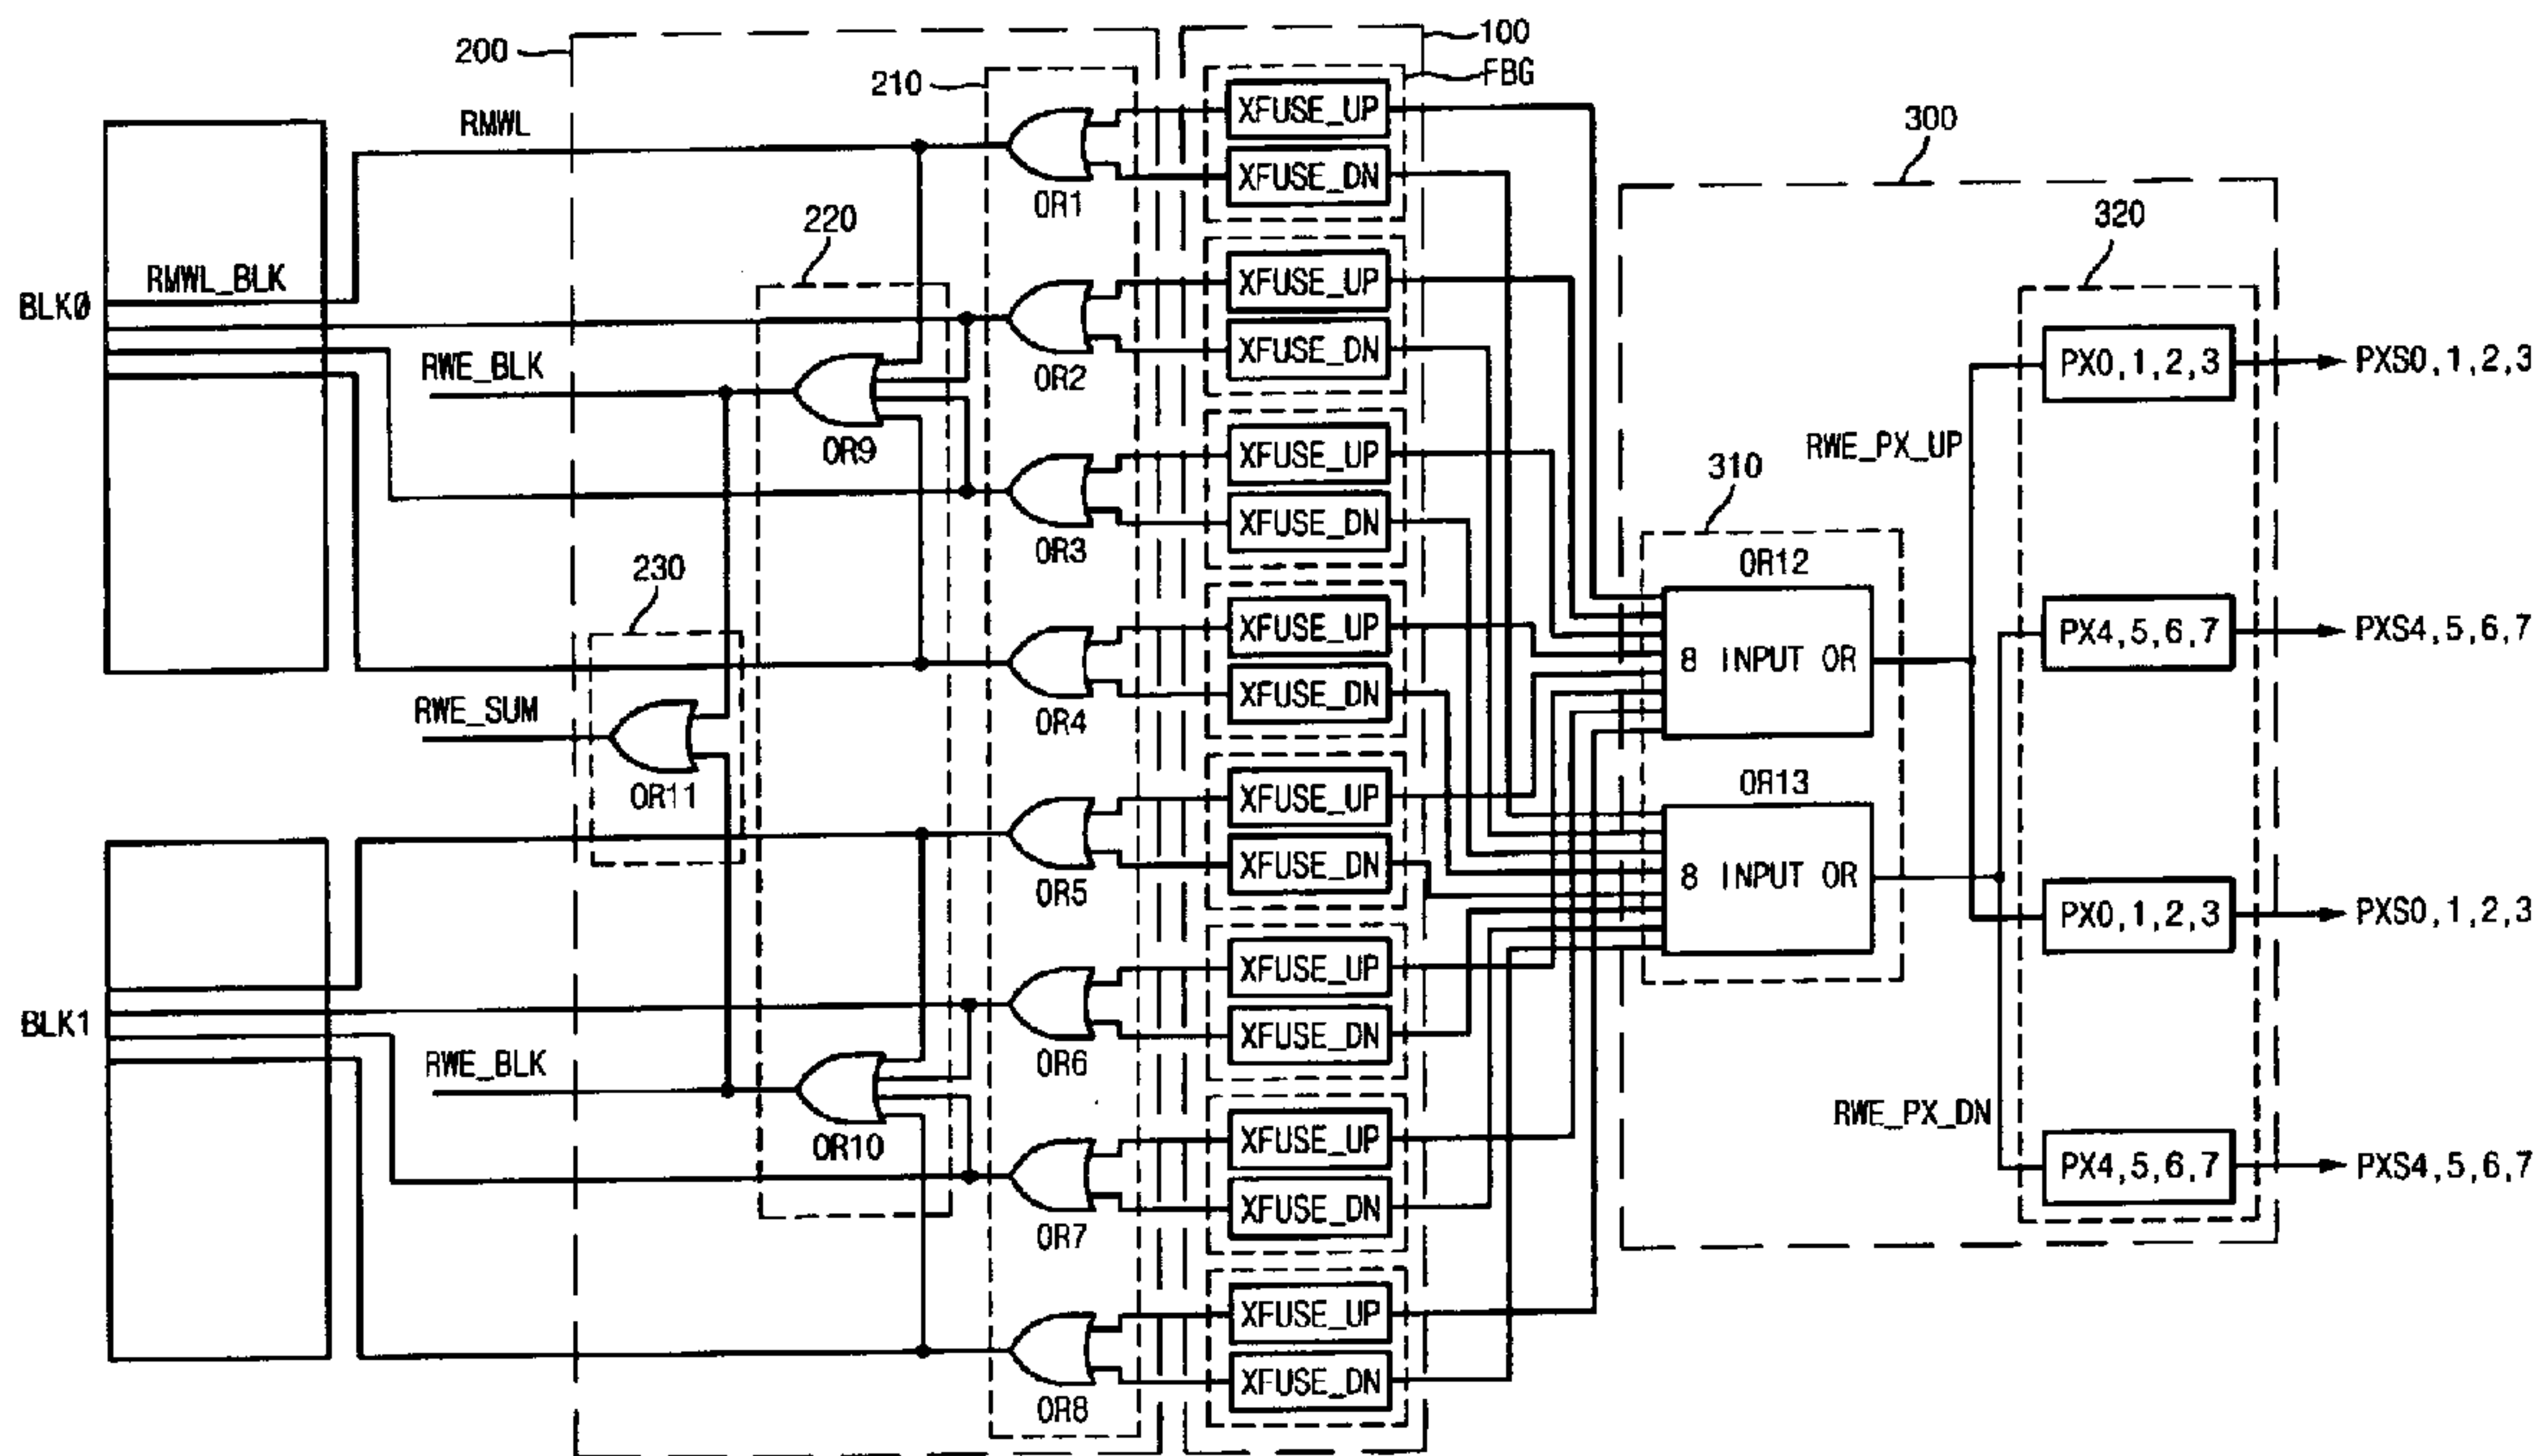 200
100
FBG
210
RMWL
XFUSE_UP
XFUSE_DN
OR1
300
220
320
RMWL_BLK
BLK0
XFUSE_UP
XFUSE_DN
OR2
PX0,1,2,3
PXS0,1,2,3
RWE_BLK
OR9
XFUSE_UP
XFUSE_DN
OR3
RWE_PX_UP
310
230
OR12
8 INPUT OR
XFUSE_UP
XFUSE_DN
OR4
PX4,5,6,7
PXS4,5,6,7
RWE_SUM
OR11
XFUSE_UP
XFUSE_DN
OR5
OR13
8 INPUT OR
PX0,1,2,3
PXS0,1,2,3
BLK1
XFUSE_UP
XFUSE_DN
OR6
RWE_BLK
OR10
XFUSE_UP
XFUSE_DN
OR7
RWE_PX_DN
PX4,5,6,7
PXS4,5,6,7
XFUSE_UP
XFUSE_DN
OR8